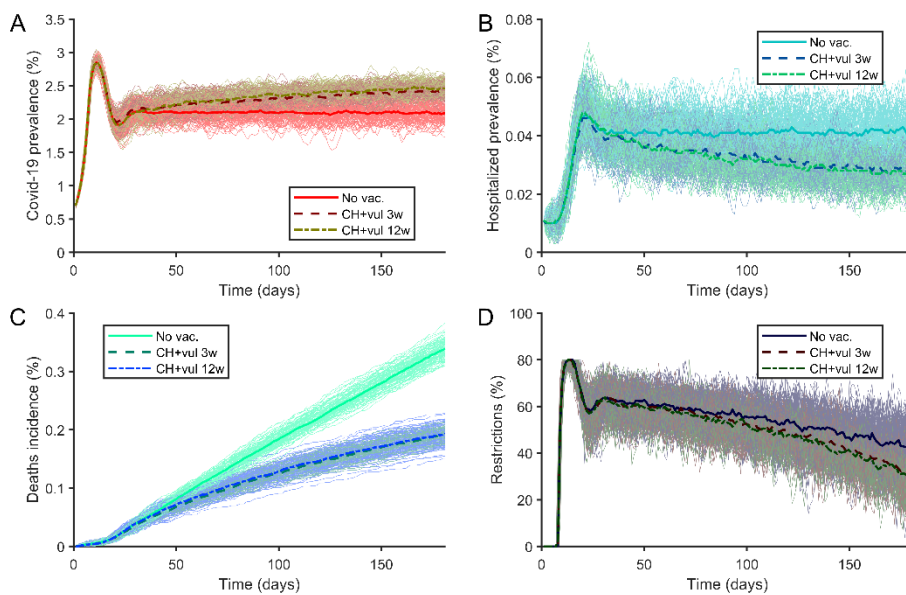 A
Covid-19 prevalence (%)
3.5
3
2.5
2
1.5
1
0.5
0
0
50
100
150
Time (days)
No vac.
CH+vul 3w
CH+vul 12w
B
Hospitalized prevalence (%)
0.08
0.06
0.04
0.02
0
0
50
100
150
Time (days)
No vac.
CH+vul 3w
CH+vul 12w
C
Deaths incidence (%)
0.4
0.3
0.2
0.1
0
0
50
100
150
Time (days)
No vac.
CH+vul 3w
CH+vul 12w
D
Restrictions (%)
100
80
60
40
20
0
0
50
100
150
Time (days)
No vac.
CH+vul 3w
CH+vul 12w